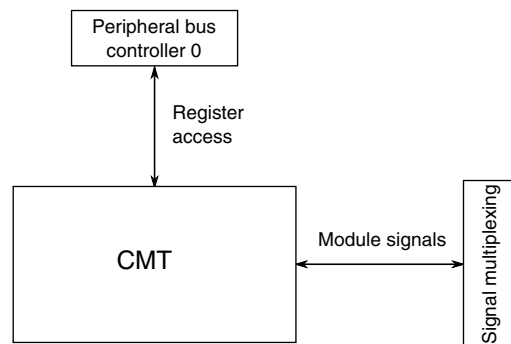 Peripheral bus
controller 0
Register
access
CMT
Module signals
Signal multiplexing